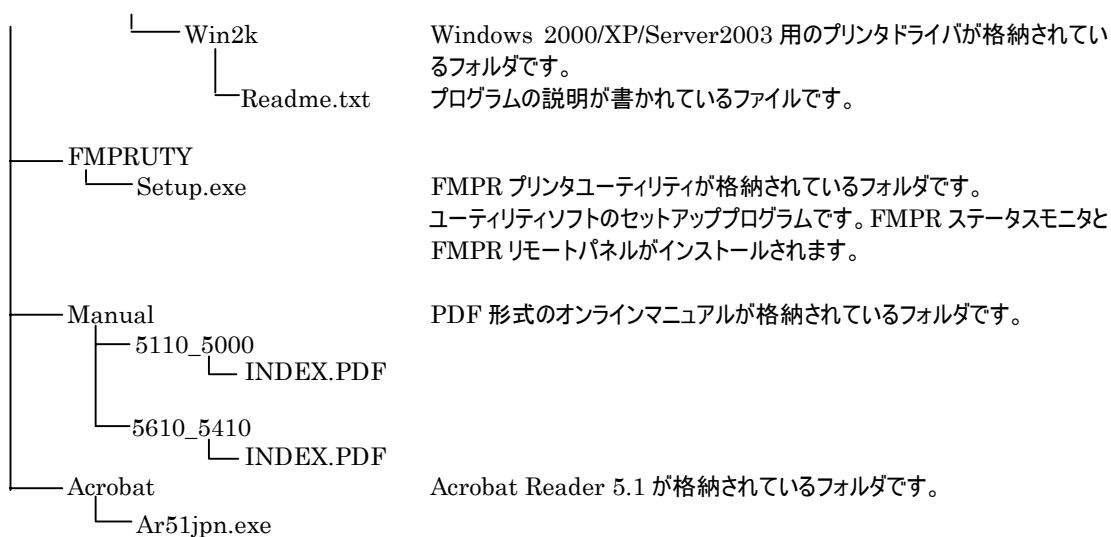 Win2k Windows 2000/XP/Server2003 用のプリンタドライバが格納されてい
るフォルダです。
Readme.txt プログラムの説明が書かれているファイルです。
FMPRUTY
Setup.exe FMPR プリンタユーティリティが格納されているフォルダです。
ユーティリティソフトのセットアッププログラムです。FMPR ステータスモニタと
FMPR リモートパネルがインストールされます。
Manual PDF 形式のオンラインマニュアルが格納されているフォルダです。
5110_5000
INDEX.PDF
5610_5410
INDEX.PDF
Acrobat Acrobat Reader 5.1 が格納されているフォルダです。
Ar51jpn.exe